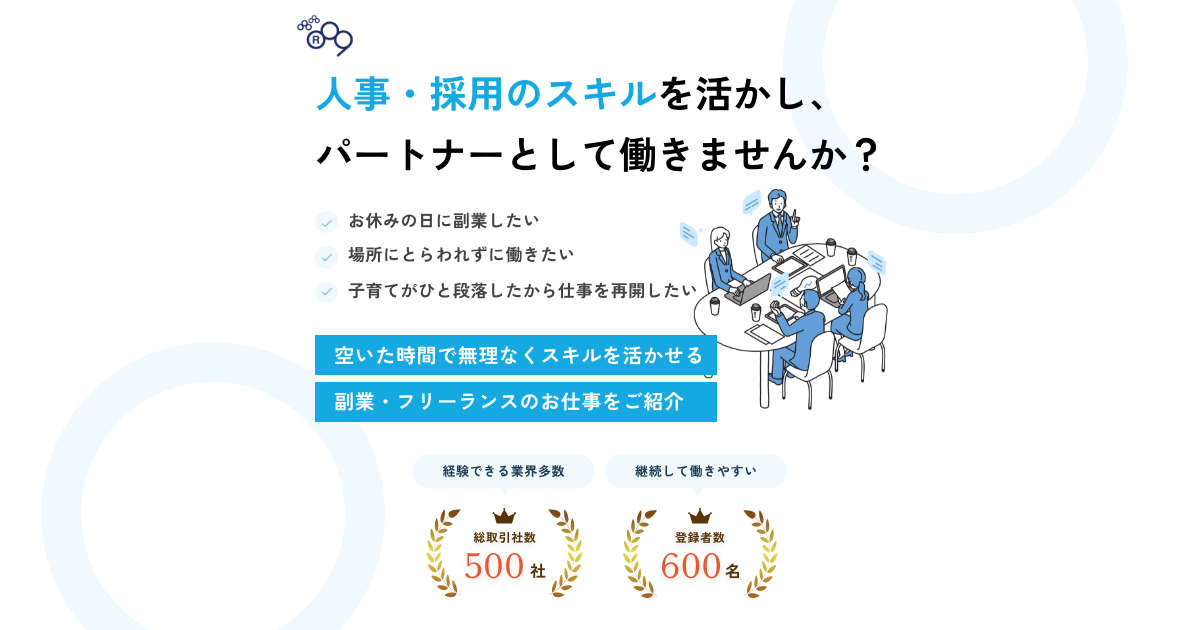 R
人事・採用のスキルを活かし、
パートナーとして働きませんか？
お休みの日に副業したい
場所にとらわれずに働きたい
子育てがひと段落したから仕事を再開したい
空いた時間で無理なくスキルを活かせる
副業・フリーランスのお仕事をご紹介
経験できる業界多数
総取引社数
500 社
継続して働きやすい
登録者数
600 名